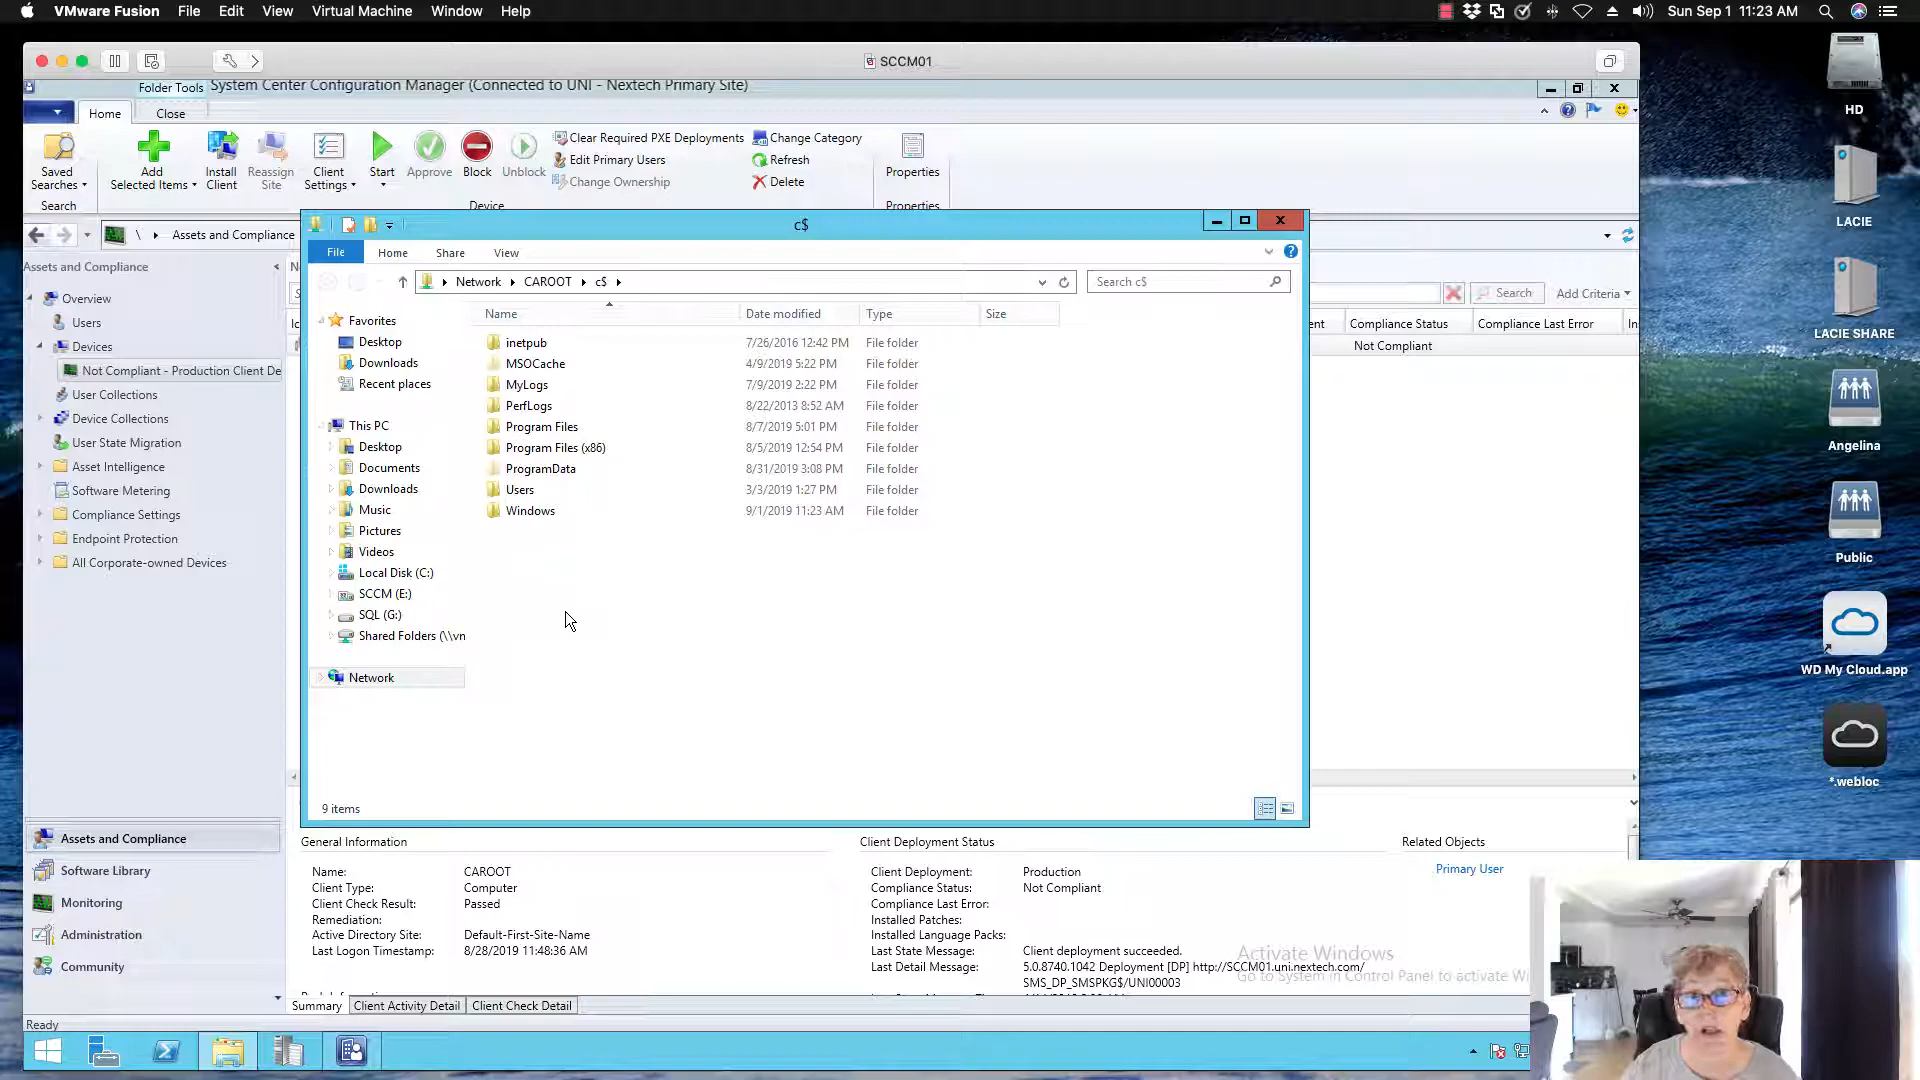 VMware Fusion File Edit View Virtual Machine Window Help
Sun Sep 1 11:23 AM
SCCM01
Folder Tools System Center Configuration Manager (Connected to UNI - Nextech Primary Site)
Home Close
Saved Searches
Add Selected Items
Install Client
Reassign Site
Client Settings
Start
Approve
Block
Unblock
Clear Required PXE Deployments
Edit Primary Users
Change Ownership
Change Category
Refresh
Delete
Properties
Search
Device
Properties
\ Assets and Compliance
Assets and Compliance
Overview
Users
Devices
Not Compliant - Production Client De
User Collections
Device Collections
User State Migration
Asset Intelligence
Software Metering
Compliance Settings
Endpoint Protection
All Corporate-owned Devices
Assets and Compliance
Software Library
Monitoring
Administration
Community
Ready
c$
File Home Share View
Network CAROOT c$
Search c$
Favorites
Desktop
Downloads
Recent places
This PC
Desktop
Documents
Downloads
Music
Pictures
Videos
Local Disk (C:)
SCCM (E:)
SQL (G:)
Shared Folders (\\vn
Network
Name Date modified Type Size
inetpub 7/26/2016 12:42 PM File folder
MSOCache 4/9/2019 5:22 PM File folder
MyLogs 7/9/2019 2:22 PM File folder
PerfLogs 8/22/2013 8:52 AM File folder
Program Files 8/7/2019 5:01 PM File folder
Program Files (x86) 8/5/2019 12:54 PM File folder
ProgramData 8/31/2019 3:08 PM File folder
Users 3/3/2019 1:27 PM File folder
Windows 9/1/2019 11:23 AM File folder
9 items
Search Add Criteria
ent Compliance Status Compliance Last Error In
Not Compliant
General Information
Name: CAROOT
Client Type: Computer
Client Check Result: Passed
Remediation:
Active Directory Site: Default-First-Site-Name
Last Logon Timestamp: 8/28/2019 11:48:36 AM
Client Deployment Status
Client Deployment: Production
Compliance Status: Not Compliant
Compliance Last Error:
Installed Patches:
Installed Language Packs:
Last State Message: Client deployment succeeded.
Last Detail Message: 5.0.8740.1042 Deployment [DP] http://SCCM01.uni.nextech.com/
SMS_DP_SMSPKG$/UNI00003
Related Objects
Primary User
Activate Windows
Go to System in Control Panel to activate Wi
Summary Client Activity Detail Client Check Detail
HD
LACIE
LACIE SHARE
Angelina
Public
WD My Cloud.app
*.webloc